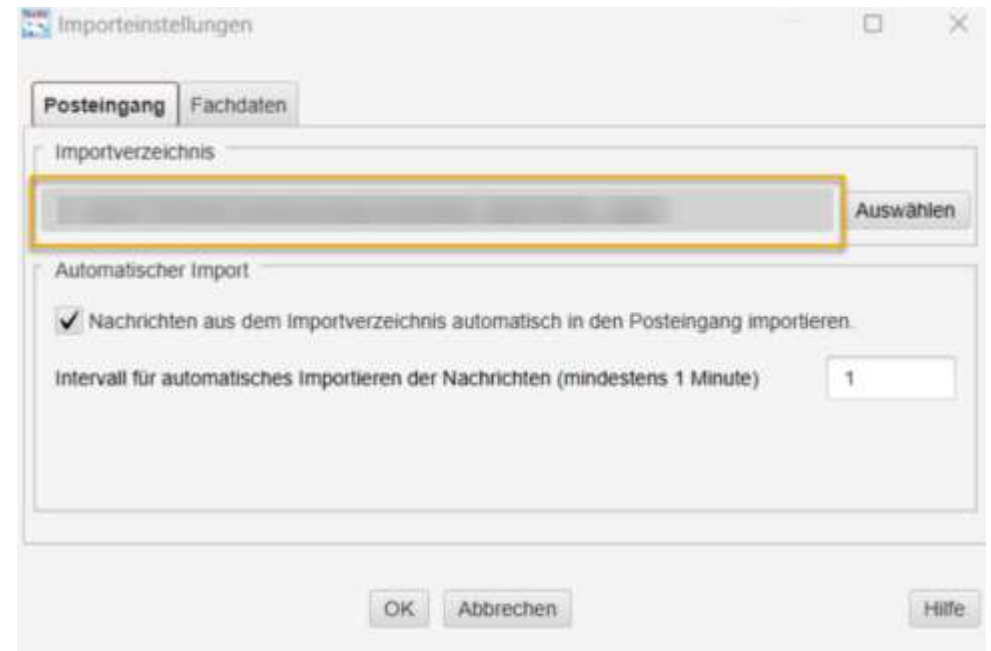 Importeinstellungen
Posteingang Fachdaten
Importverzeichnis
Auswählen
Automatischer Import
Nachrichten aus dem Importverzeichnis automatisch in den Posteingang importieren.
Intervall für automatisches Importieren der Nachrichten (mindestens 1 Minute) 1
OK Abbrechen Hilfe